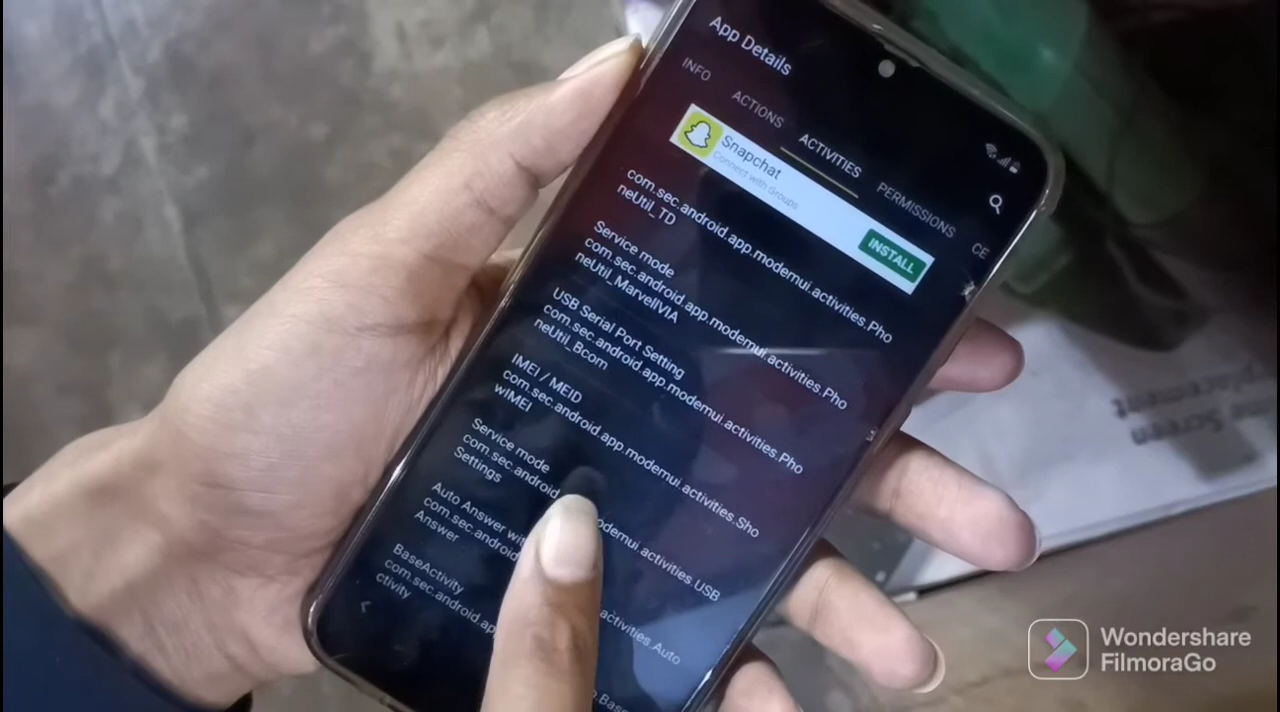 App Details
INFO
ACTIONS
ACTIVITIES
PERMISSIONS
CE
Snapchat
Connect with Groups
INSTALL
com.sec.android.app.modemui.activities.Pho
neUtil_TD
Service mode
com.sec.android.app.modemui.activities.Pho
neUtil_MarvellVIA
USB Serial Port Setting
com.sec.android.app.modemui.activities.Pho
neUtil_Bcom
IMEI / MEID
com.sec.android.app.modemui.activities.Sho
wIMEI
Service mode
com.sec.android odemui.activities.USB
Settings
Auto Answer wit
com.sec.android activities.Auto
Answer
BaseActivity
com.sec.android.ap o.Base
ctivity
Wondershare
FilmoraGo